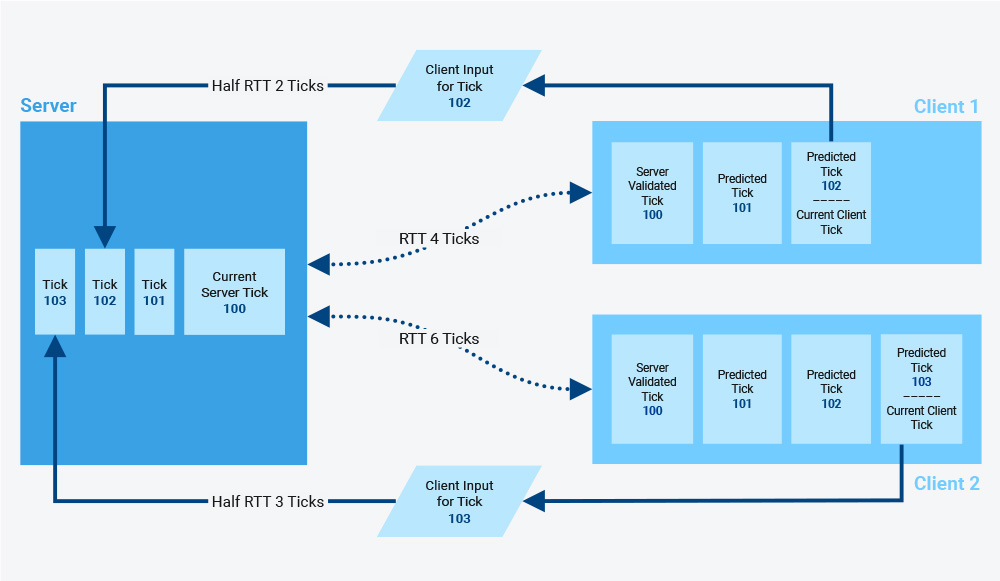 Client Input
for Tick
102
Half RTT 2 Ticks
Server
Client 1
Server
Validated
Tick
100
Predicted
Tick
101
Predicted
Tick
102
-----
Current Client
Tick
RTT 4 Ticks
Tick
103
Tick
102
Tick
101
Current
Server Tick
100
RTT 6 Ticks
Server
Validated
Tick
100
Predicted
Tick
101
Predicted
Tick
102
Predicted
Tick
103
-----
Current Client
Tick
Client 2
Client Input
for Tick
103
Half RTT 3 Ticks